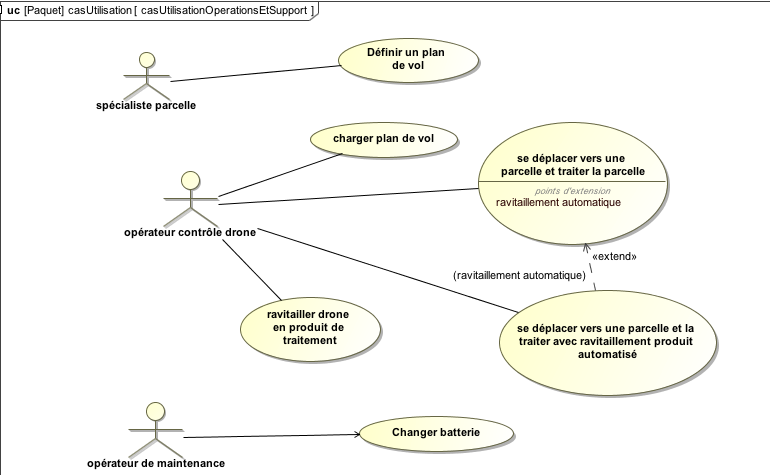 uc [Paquet] casUtilisation [ casUtilisationOperationsEtSupport ]
Définir un plan
de vol
spécialiste parcelle
charger plan de vol
se déplacer vers une
parcelle et traiter la parcelle
points d'extension
ravitaillement automatique
opérateur contrôle drone
«extend»
(ravitaillement automatique)
ravitailler drone
en produit de
traitement
se déplacer vers une parcelle et la
traiter avec ravitaillement produit
automatisé
Changer batterie
opérateur de maintenance